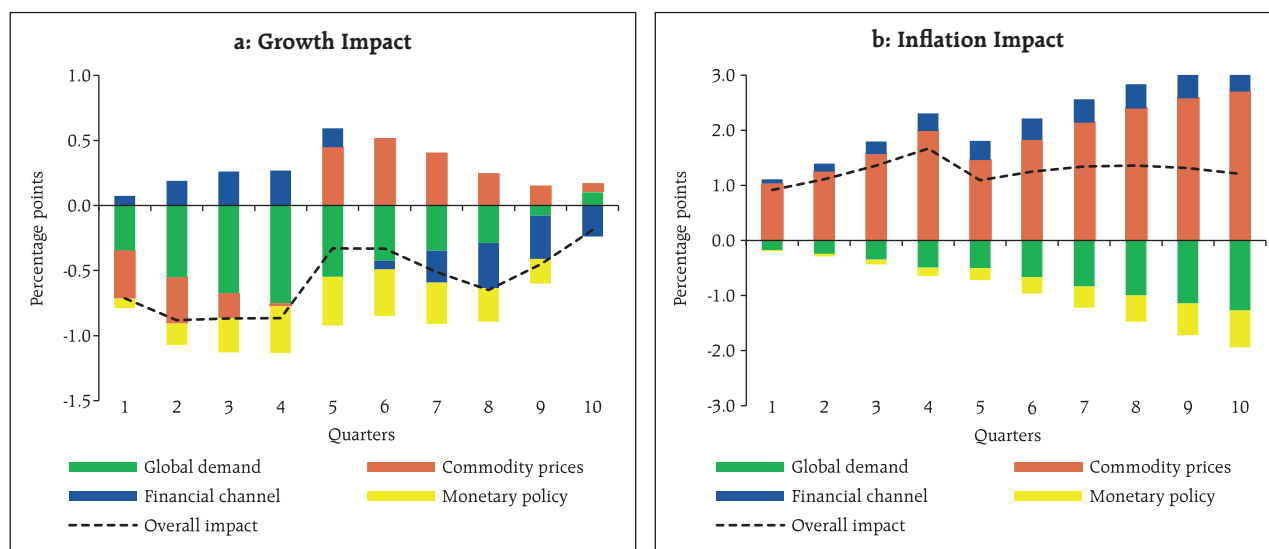 a: Growth Impact
Percentage points
1.0
0.5
0.0
-0.5
-1.0
-1.5
1 2 3 4 5 6 7 8 9 10
Quarters
Global demand
Commodity prices
Financial channel
Monetary policy
Overall impact
b: Inflation Impact
Percentage points
3.0
2.0
1.0
0.0
-1.0
-2.0
-3.0
1 2 3 4 5 6 7 8 9 10
Quarters
Global demand
Commodity prices
Financial channel
Monetary policy
Overall impact